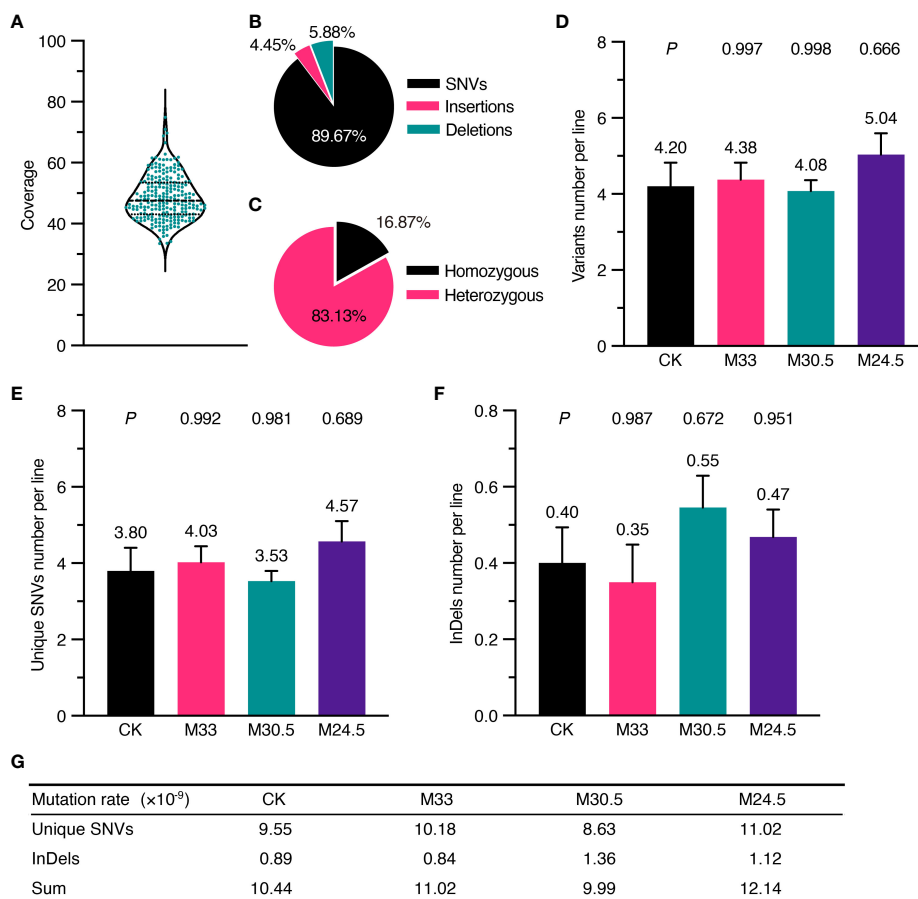 A
Coverage
100
80
60
40
20
0
B
4.45%
5.88%
89.67%
SNVs
Insertions
Deletions
C
16.87%
83.13%
Homozygous
Heterozygous
D
Variants number per line
8
6
4
2
0
P 0.997 0.998 0.666
4.20 4.38 4.08 5.04
CK M33 M30.5 M24.5
E
Unique SNVs number per line
8
6
4
2
0
P 0.992 0.981 0.689
3.80 4.03 3.53 4.57
CK M33 M30.5 M24.5
F
InDels number per line
0.8
0.6
0.4
0.2
0.0
P 0.987 0.672 0.951
0.40 0.35 0.55 0.47
CK M33 M30.5 M24.5
G
Mutation rate (×10⁻⁹) CK M33 M30.5 M24.5
Unique SNVs 9.55 10.18 8.63 11.02
InDels 0.89 0.84 1.36 1.12
Sum 10.44 11.02 9.99 12.14